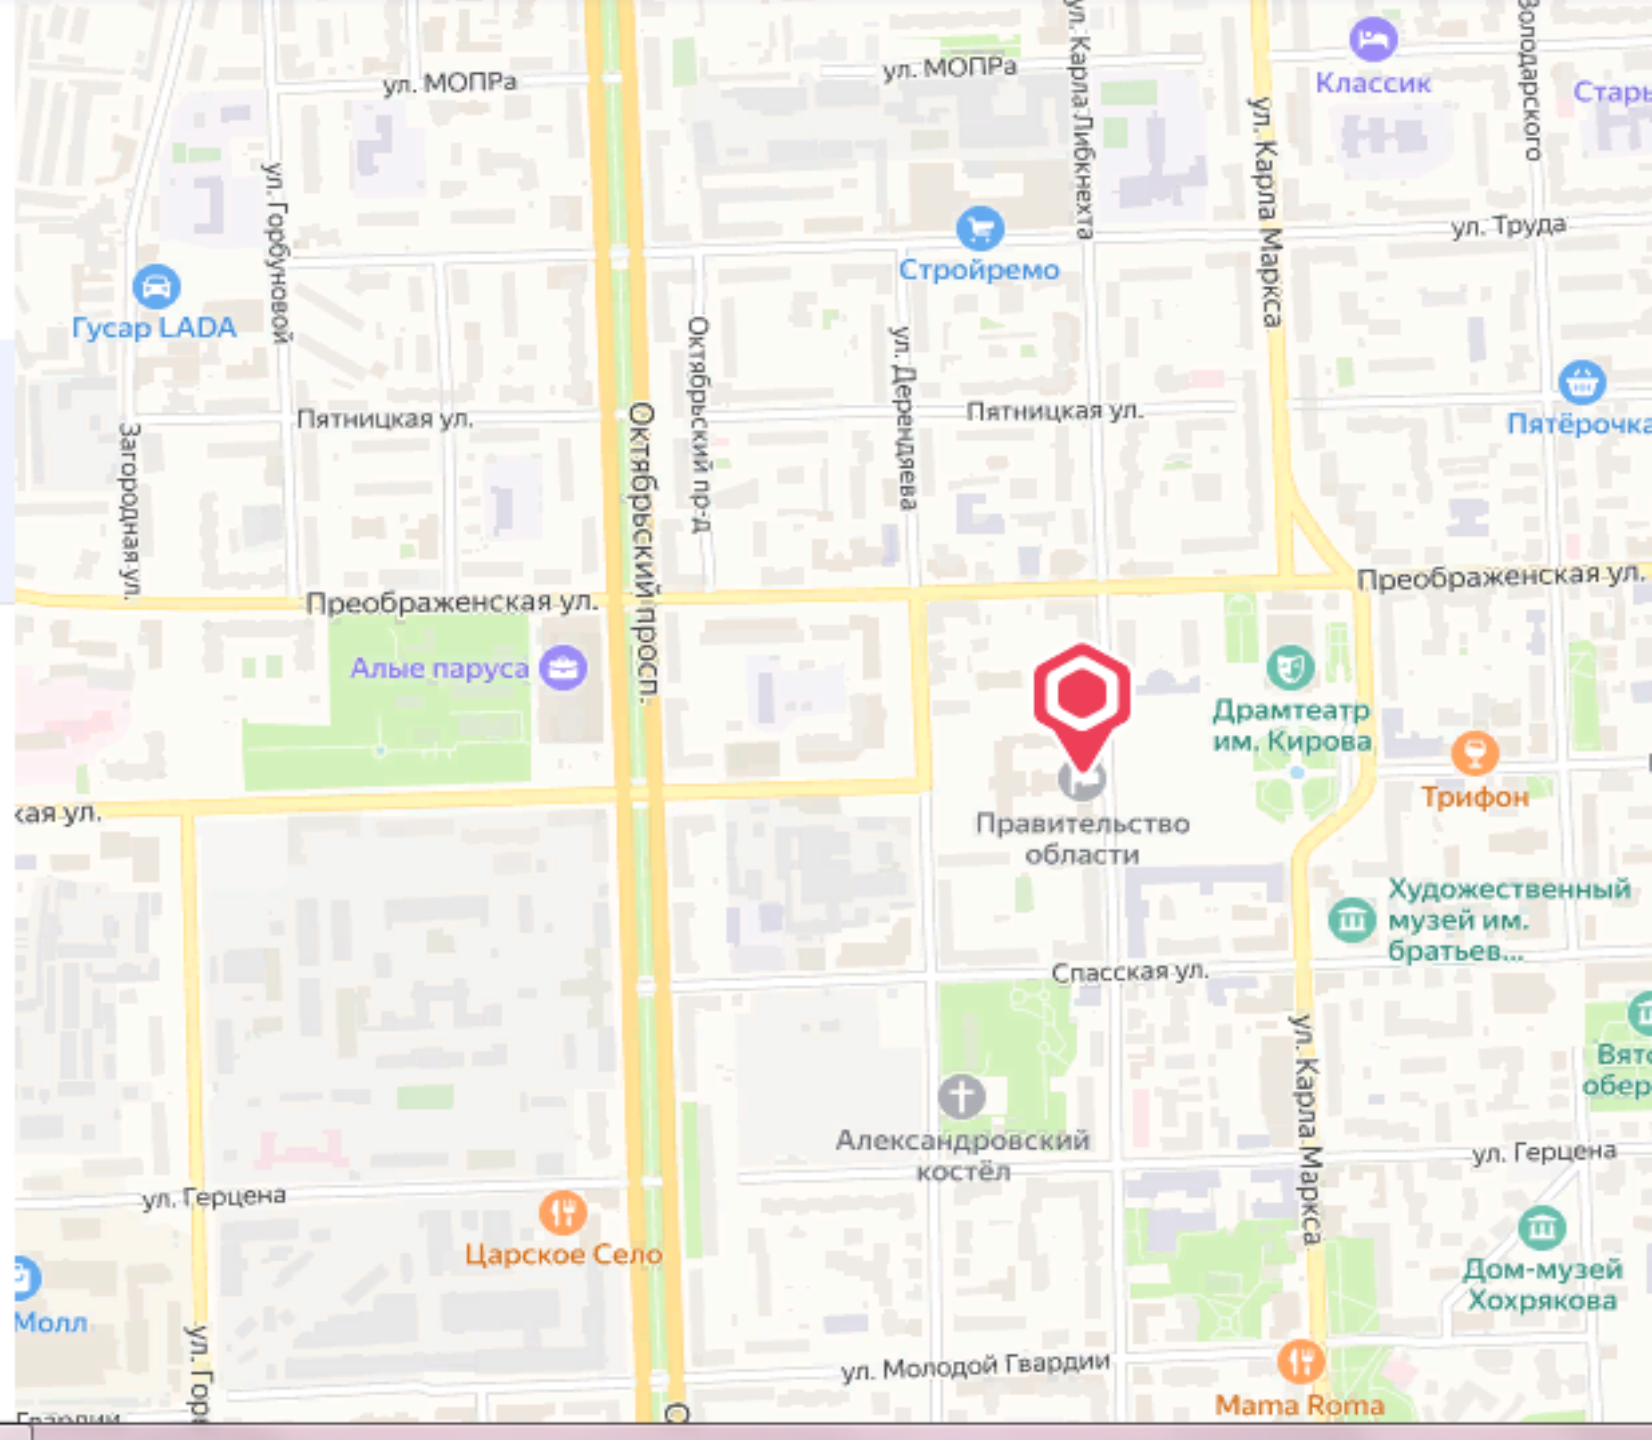 ул. МОПРа
ул. МОПРа
ул. Карла Либкнехта
ул. Карла Маркса
Классик
Володарского
ул. Горбуновой
ул. Труда
Стройремо
Гусар LADA
Октябрьский пр-д
ул. Дерендяева
Пятёрочка
Пятницкая ул.
Пятницкая ул.
Загородная ул.
Октябрьский просп.
Преображенская ул.
Преображенская ул.
Алые паруса
Драмтеатр
им. Кирова
Трифон
кая ул.
Правительство
области
Художественный
музей им.
братьев...
Спасская ул.
ул. Карла Маркса
Александровский
костёл
ул. Герцена
ул. Герцена
Царское Село
Дом-музей
Хохрякова
Молл
ул. Молодой Гвардии
Mama Roma